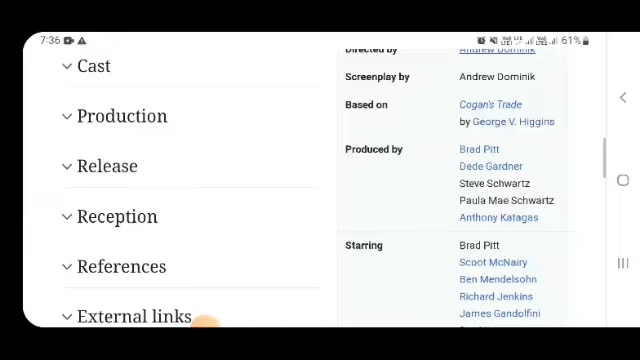 7:36
61%
Cast
Production
Release
Reception
References
External links
Directed by Andrew Dominik
Screenplay by Andrew Dominik
Based on Cogan's Trade
by George V. Higgins
Produced by Brad Pitt
Dede Gardner
Steve Schwartz
Paula Mae Schwartz
Anthony Katagas
Starring Brad Pitt
Scoot McNairy
Ben Mendelsohn
Richard Jenkins
James Gandolfini